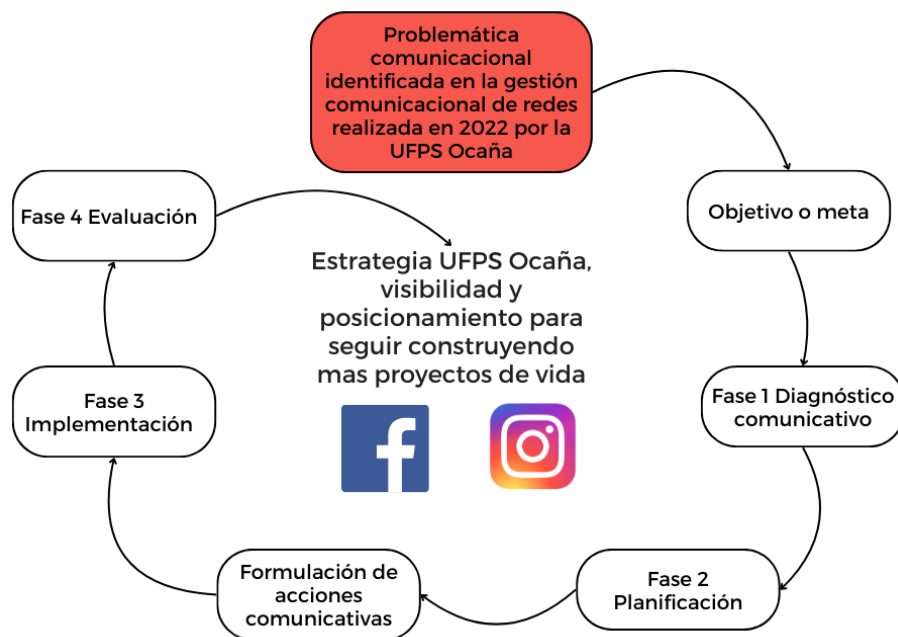 Problemática
comunicacional
identificada en la gestión
comunicacional de redes
realizada en 2022 por la
UFPS Ocaña
Objetivo o meta
Fase 1 Diagnóstico
comunicativo
Fase 2
Planificación
Formulación de
acciones
comunicativas
Fase 3
Implementación
Fase 4 Evaluación
Estrategia UFPS Ocaña,
visibilidad y
posicionamiento para
seguir construyendo
mas proyectos de vida